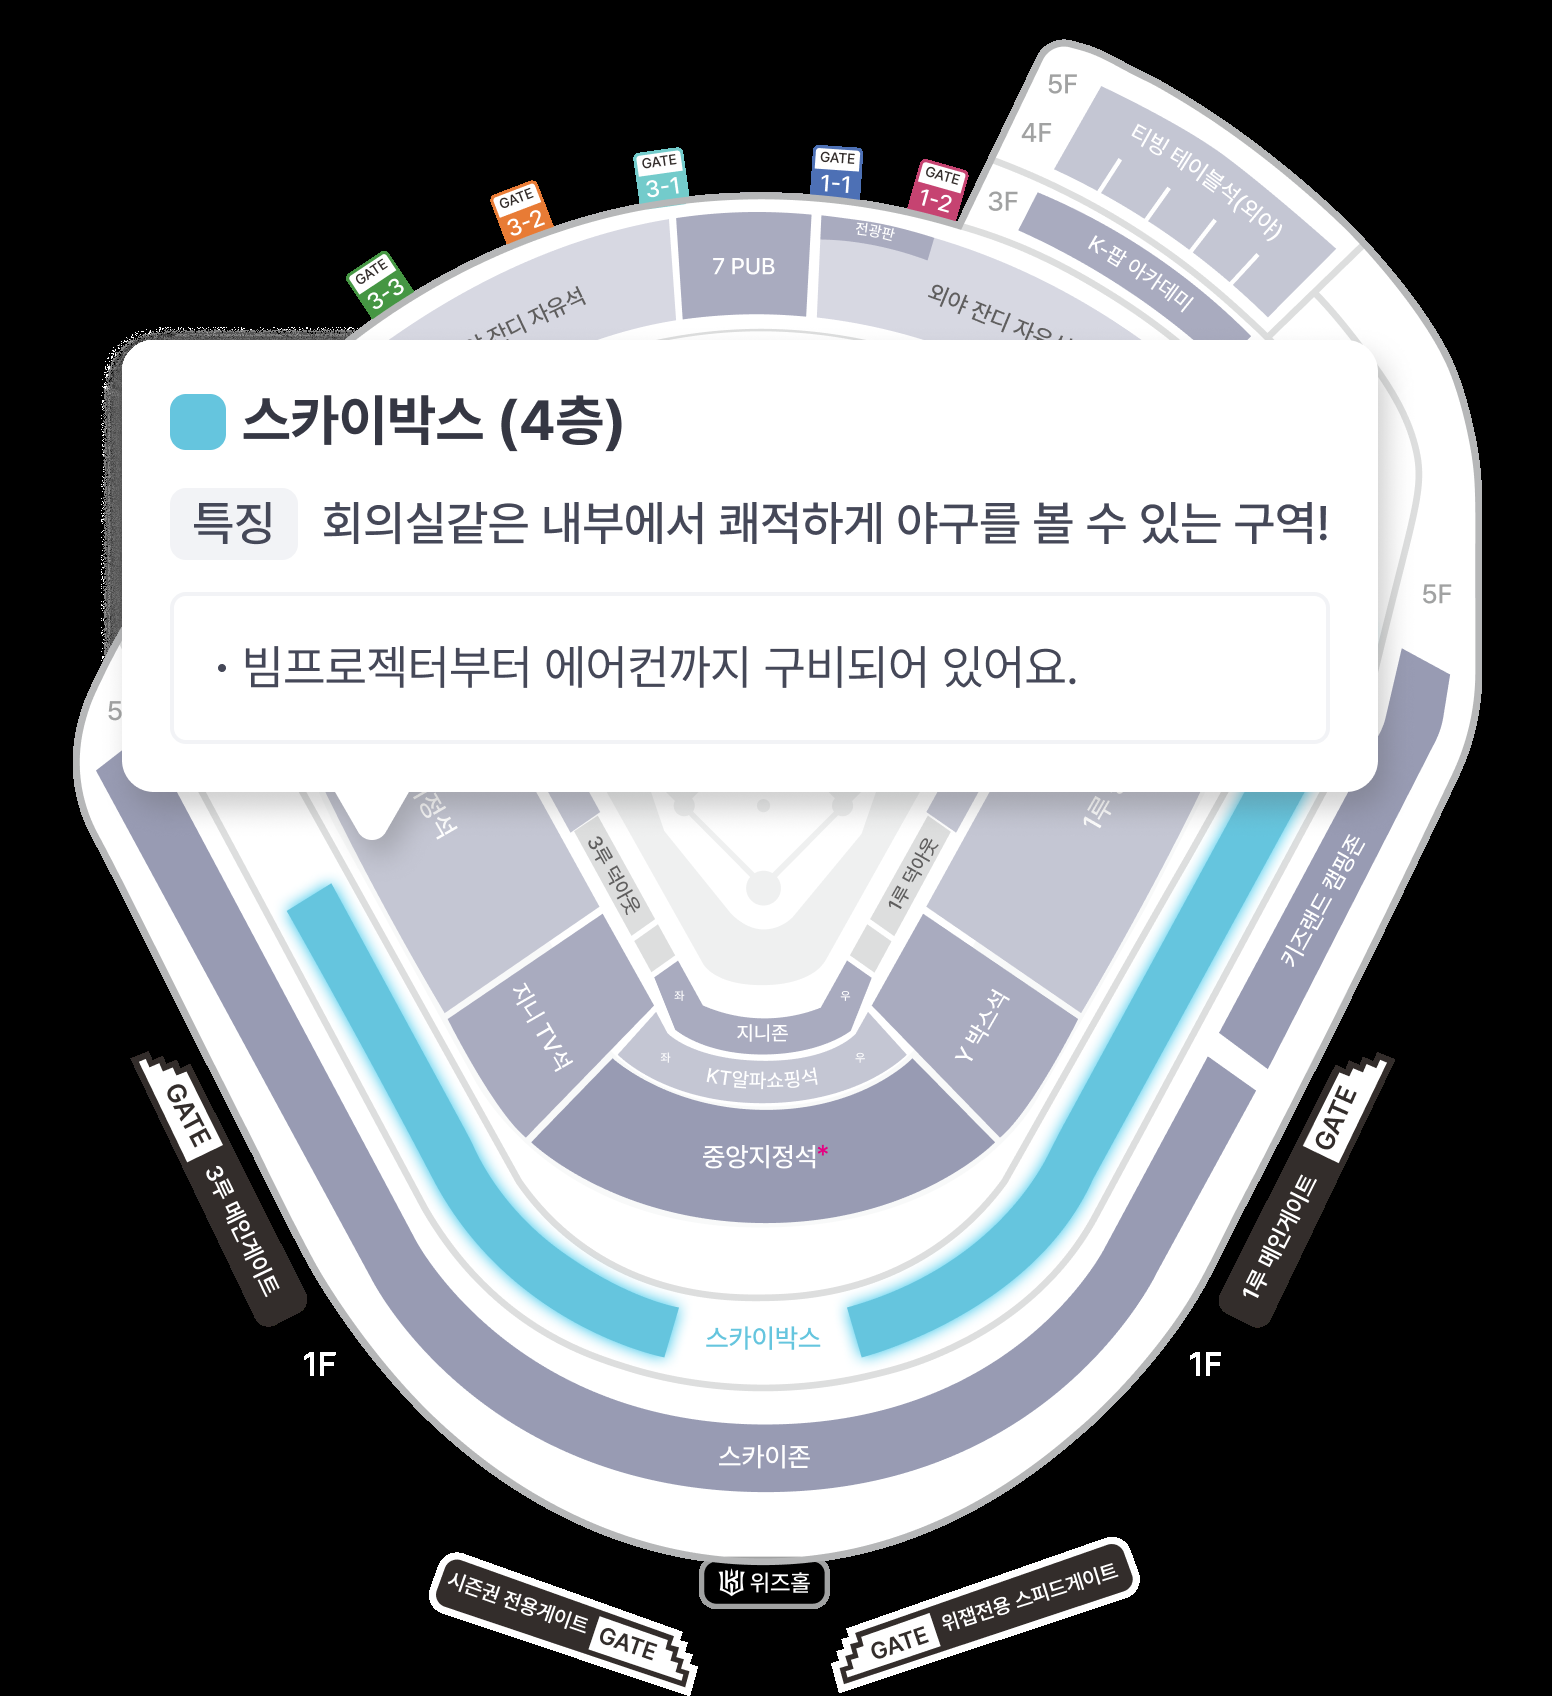 5F
4F
티빙 테이블석(외야)
3F
K-팝 아카데미
GATE
3-3
GATE
3-2
GATE
3-1
GATE
1-1
GATE
1-2
7 PUB
전광판
잔디 자유석
외야 잔디 자유
스카이박스 (4층)
특징 회의실같은 내부에서 쾌적하게 야구를 볼 수 있는 구역!
• 빔프로젝터부터 에어컨까지 구비되어 있어요.
5F
5
정석
1루
3루 덕아웃
1루 덕아웃
키즈랜드 캠핑존
지니 TV석
Y 박스석
좌
우
지니존
좌
우
KT알파쇼핑석
중앙지정석*
GATE 3루 메인게이트
1루 메인게이트 GATE
스카이박스
1F
1F
스카이존
위즈홀
시즌권 전용게이트 GATE
GATE 위잽전용 스피드게이트